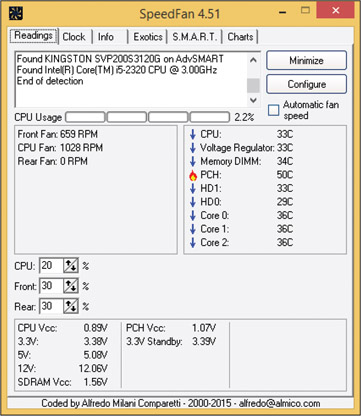 SpeedFan 4.51
Readings Clock Info Exotics S.M.A.R.T. Charts
Found KINGSTON SVP200S3120G on AdvSMART
Found Intel(R) Core(TM) i5-2320 CPU @ 3.00GHz
End of detection
Minimize
Configure
CPU Usage 2.2%
Automatic fan speed
Front Fan: 659 RPM
CPU Fan: 1028 RPM
Rear Fan: 0 RPM
CPU: 33C
Voltage Regulator: 33C
Memory DIMM: 34C
PCH: 50C
HD1: 33C
HD0: 29C
Core 0: 36C
Core 1: 36C
Core 2: 36C
CPU: 20 %
Front: 30 %
Rear: 30 %
CPU Vcc: 0.89V
3.3V: 3.38V
5V: 5.08V
12V: 12.06V
SDRAM Vcc: 1.56V
PCH Vcc: 1.07V
3.3V Standby: 3.39V
Coded by Alfredo Milani Comparetti - 2000-2015 - alfredo@almico.com